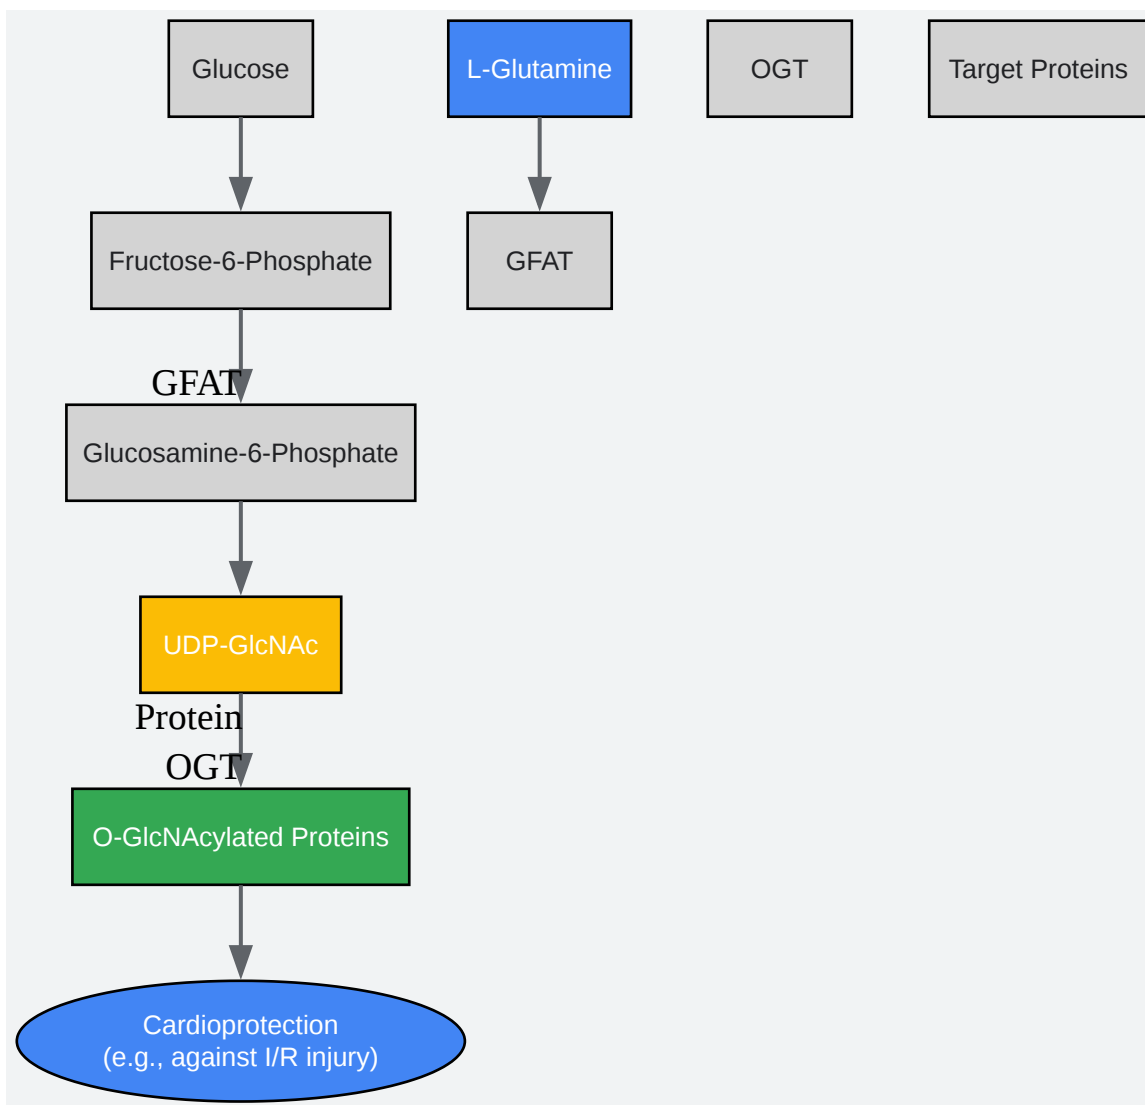 Glucose
L-Glutamine
OGT
Target Proteins
Fructose-6-Phosphate
GFAT
GFAT
Glucosamine-6-Phosphate
UDP-GlcNAc
Protein
OGT
O-GlcNAcylated Proteins
Cardioprotection
(e.g., against I/R injury)